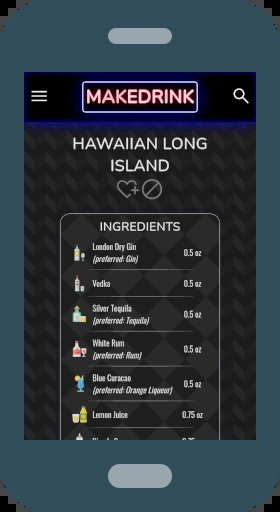 MAKEDRINK
HAWAIIAN LONG
ISLAND
INGREDIENTS
London Dry Gin
(preferred: Gin)
0.5 oz
Vodka
0.5 oz
Silver Tequila
(preferred: Tequila)
0.5 oz
White Rum
(preferred: Rum)
0.5 oz
Blue Curacao
(preferred: Orange Liqueur)
0.5 oz
Lemon Juice
0.75 oz